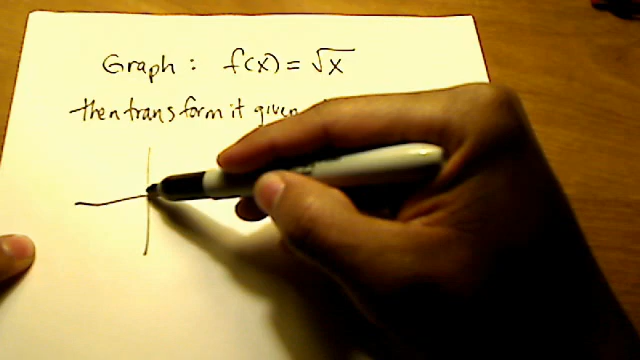 Graph: f(x) = √x
then transform it given